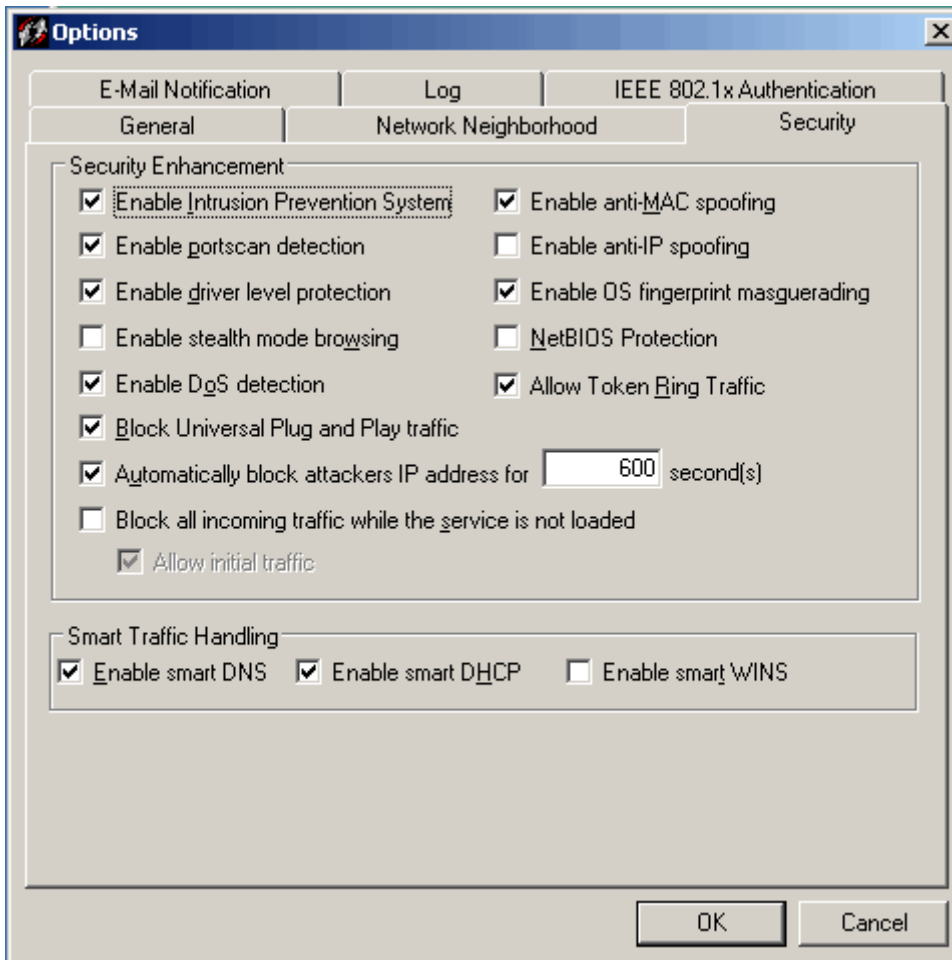 Options
E-Mail Notification
Log
IEEE 802.1x Authentication
General
Network Neighborhood
Security
Security Enhancement
Enable Intrusion Prevention System
Enable anti-MAC spoofing
Enable portscan detection
Enable anti-IP spoofing
Enable driver level protection
Enable OS fingerprint masguerading
Enable stealth mode browsing
NetBIOS Protection
Enable DoS detection
Allow Token Ring Traffic
Block Universal Plug and Play traffic
Automatically block attackers IP address for 600 second(s)
Block all incoming traffic while the service is not loaded
Allow initial traffic
Smart Traffic Handling
Enable smart DNS
Enable smart DHCP
Enable smart WINS
OK
Cancel